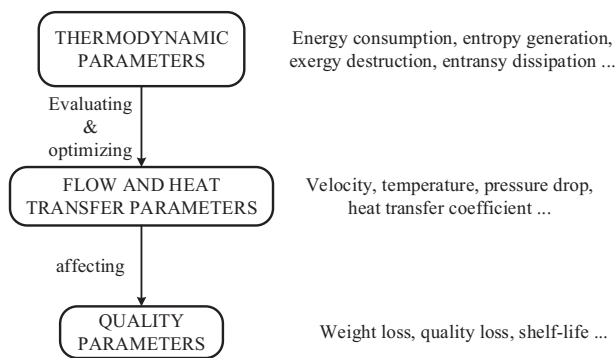 THERMODYNAMIC
PARAMETERS
Energy consumption, entropy generation,
exergy destruction, entransy dissipation ...
Evaluating
&
optimizing
FLOW AND HEAT
TRANSFER PARAMETERS
Velocity, temperature, pressure drop,
heat transfer coefficient ...
affecting
QUALITY
PARAMETERS
Weight loss, quality loss, shelf-life ...